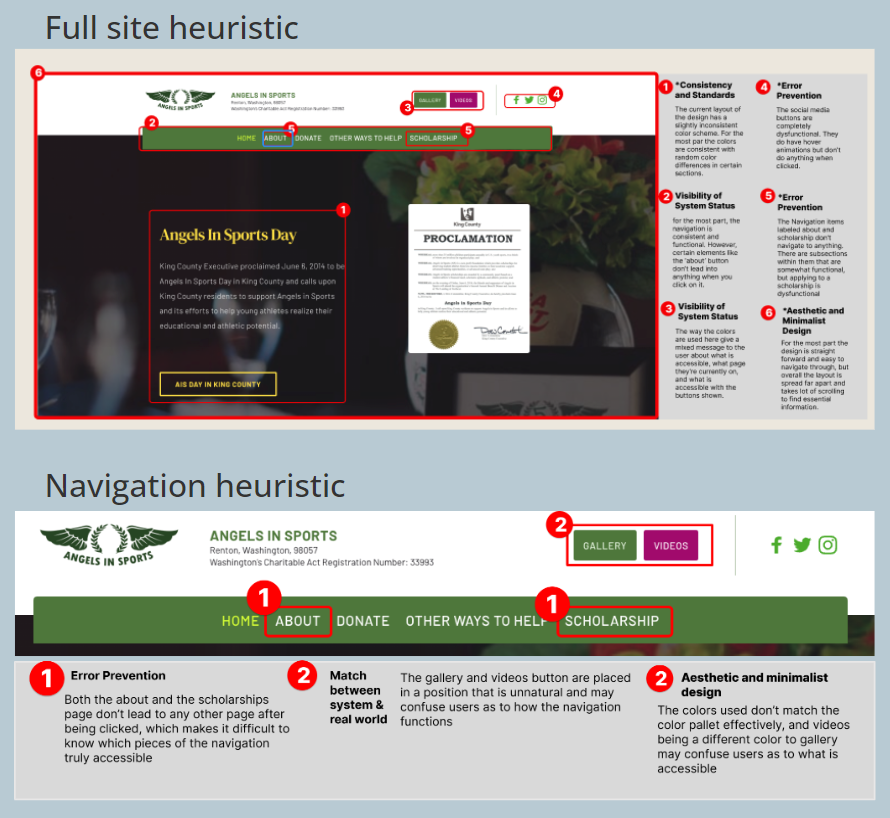 Full site heuristic
6
ANGELS IN SPORTS
ANGELS IN SPORTS
Renton, Washington, 98057
Washington's Charitable Act Registration Number: 33993
3
GALLERY
VIDEOS
4
2
HOME
ABOUT
5
DONATE
OTHER WAYS TO HELP
SCHOLARSHIP
5
1
Angels In Sports Day
King County Executive proclaimed June 6, 2014 to be
Angels In Sports Day in King County and calls upon
King County residents to support Angels in Sports
and its efforts to help young athletes realize their
educational and athletic potential.
AIS DAY IN KING COUNTY
King County
PROCLAMATION
Angels in Sports Day
1
*Consistency
and Standards
The current layout of
the design has a
slightly inconsistent
color scheme. For the
most par the colors
are consistent with
random color
differences in certain
sections.
2
Visibility of
System Status
for the most part, the
navigation is
consistent and
functional. However,
certain elements like
the 'about' button
don't lead into
anything when you
click on it.
3
Visibility of
System Status
The way the colors
are used here give a
mixed message to the
user about what is
accessible, what page
they're currently on,
and what is
accessible with the
buttons shown.
4
*Error
Prevention
The social media
buttons are
completely
dysfunctional. They
do have hover
animations but don't
do anything when
clicked.
5
*Error
Prevention
The Navigation items
labeled about and
scholarship don't
navigate to anything.
There are subsections
within them that are
somewhat functional,
but applying to a
scholarship is
dysfunctional
6
*Aesthetic and
Minimalist
Design
For the most part the
design is straight
forward and easy to
navigate through, but
overall the layout is
spread far apart and
takes lot of scrolling
to find essential
information.
Navigation heuristic
ANGELS IN SPORTS
ANGELS IN SPORTS
Renton, Washington, 98057
Washington's Charitable Act Registration Number: 33993
2
GALLERY
VIDEOS
1
1
HOME
ABOUT
DONATE
OTHER WAYS TO HELP
SCHOLARSHIP
1
Error Prevention
Both the about and the scholarships
page don't lead to any other page after
being clicked, which makes it difficult to
know which pieces of the navigation
truly accessible
2
Match
between
system &
real world
The gallery and videos button are placed
in a position that is unnatural and may
confuse users as to how the navigation
functions
2
Aesthetic and minimalist
design
The colors used don't match the
color pallet effectively, and videos
being a different color to gallery
may confuse users as to what is
accessible